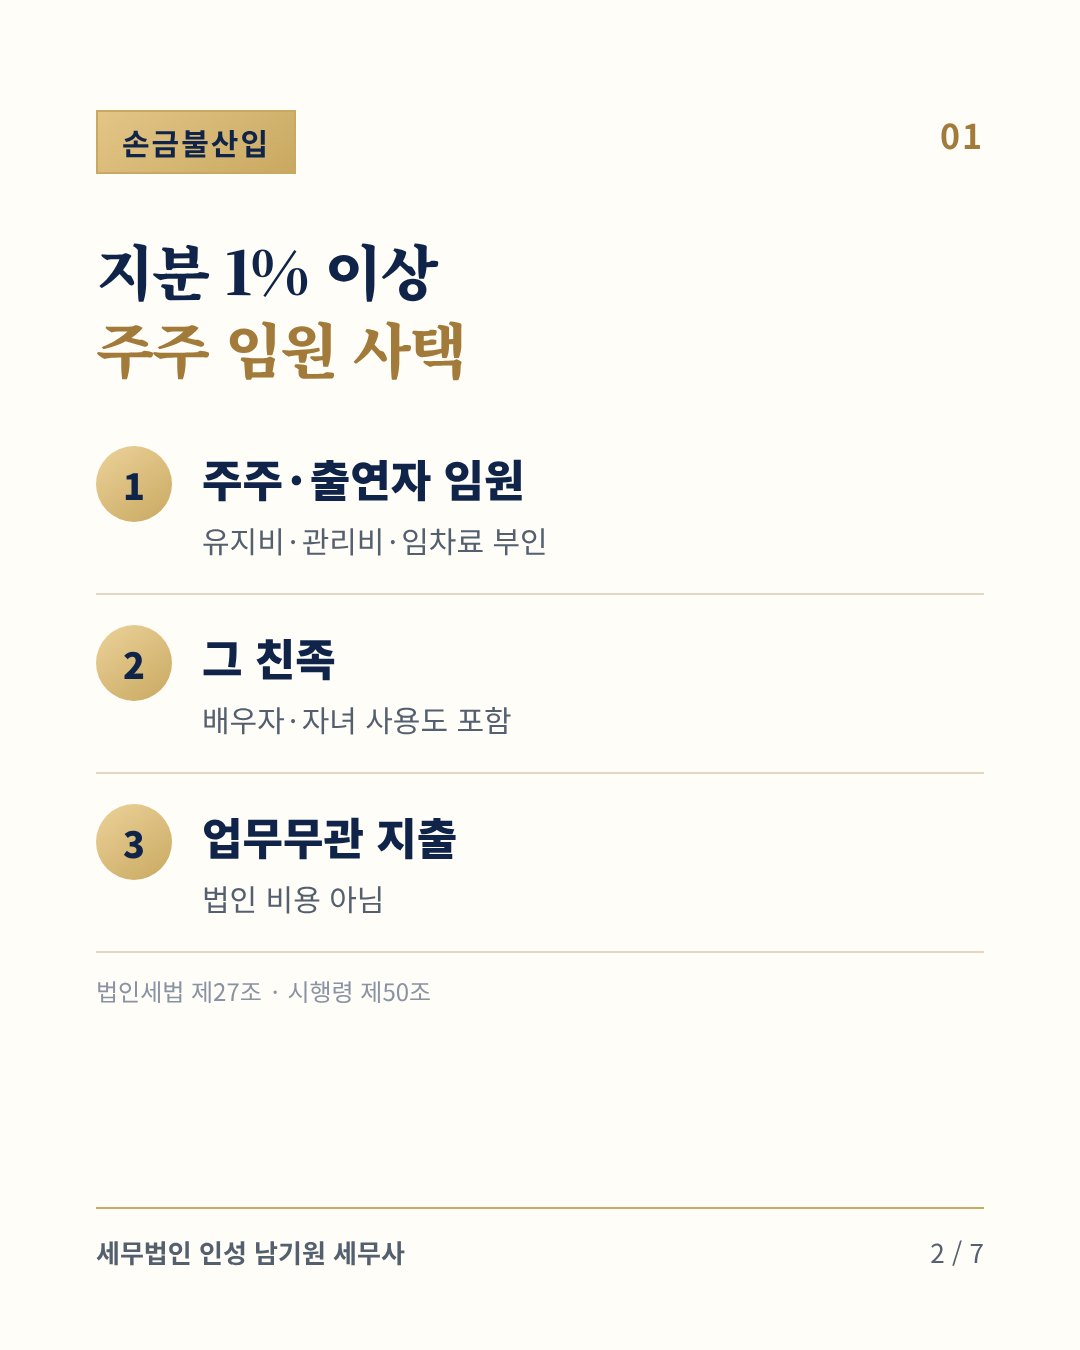 손금불산입
01
지분 1% 이상
주주 임원 사택
1
주주·출연자 임원
유지비·관리비·임차료 부인
2
그 친족
배우자·자녀 사용도 포함
3
업무무관 지출
법인 비용 아님
법인세법 제27조 · 시행령 제50조
세무법인 인성 남기원 세무사
2 / 7